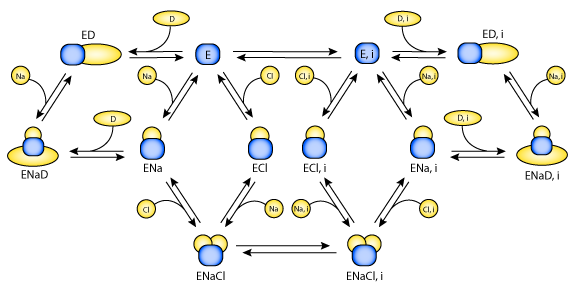 D
D, i
ED
ED, i
E
E, i
Na
Na
Cl
Cl, i
Na, i
Na, i
D
D, i
ENaD
ENa
ECl
ECl, i
ENa, i
ENaD, i
Cl
Na
Na, i
Cl, i
ENaCl
ENaCl, i